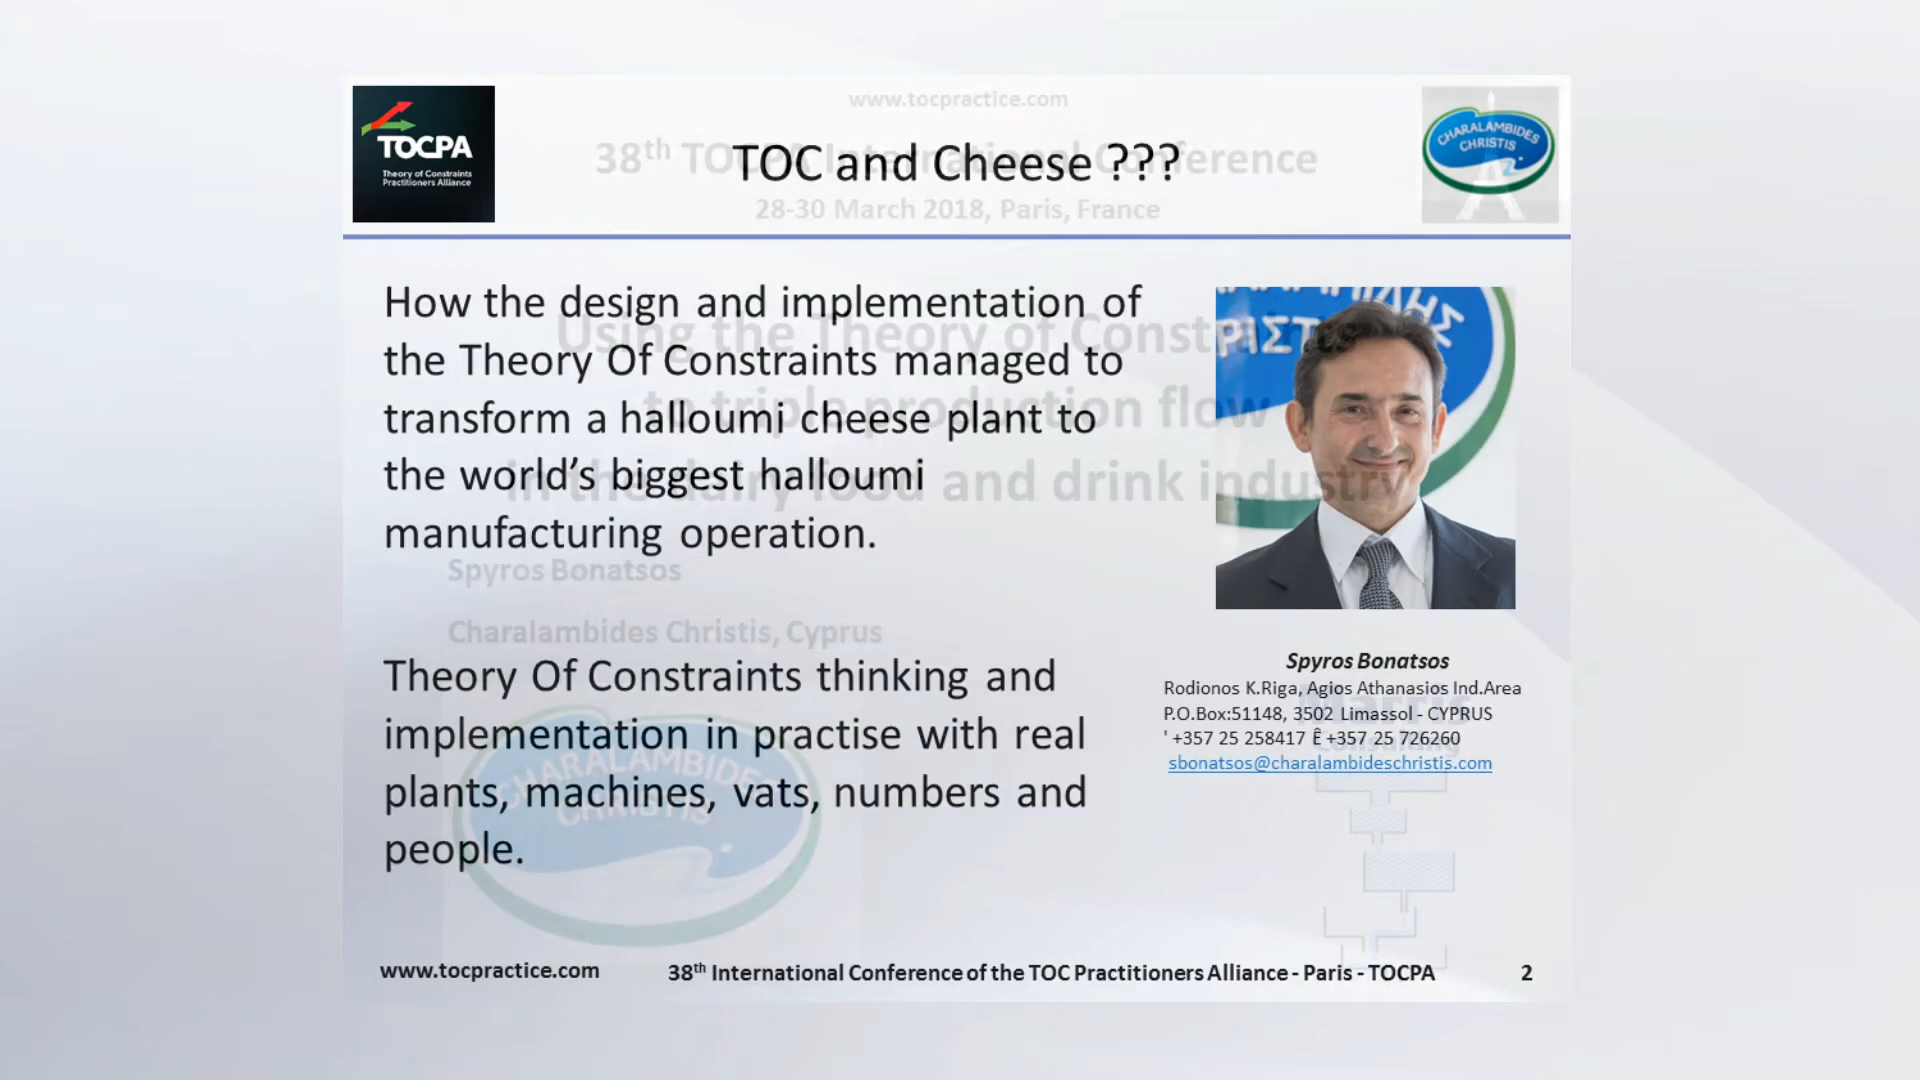 TOCPA
Theory of Constraints
Practitioners Alliance
www.tocpractice.com
38th TOCPA International Conference
TOC and Cheese ???
28-30 March 2018, Paris, France
CHARALAMBIDES
CHRISTIS
How the design and implementation of
the Theory Of Constraints managed to
transform a halloumi cheese plant to
the world's biggest halloumi
manufacturing operation.
Using the Theory of Constraints
to triple production flow
in the dairy food and drink industry
Spyros Bonatsos
Charalambides Christis, Cyprus
Theory Of Constraints thinking and
implementation in practise with real
plants, machines, vats, numbers and
people.
CHARALAMBIDES
CHRISTIS
Spyros Bonatsos
Rodionos K.Riga, Agios Athanasios Ind.Area
P.O.Box:51148, 3502 Limassol - CYPRUS
' +357 25 258417 Ê +357 25 726260
sbonatsos@charalambideschristis.com
Marris
Consulting
www.tocpractice.com
38th International Conference of the TOC Practitioners Alliance - Paris - TOCPA
2